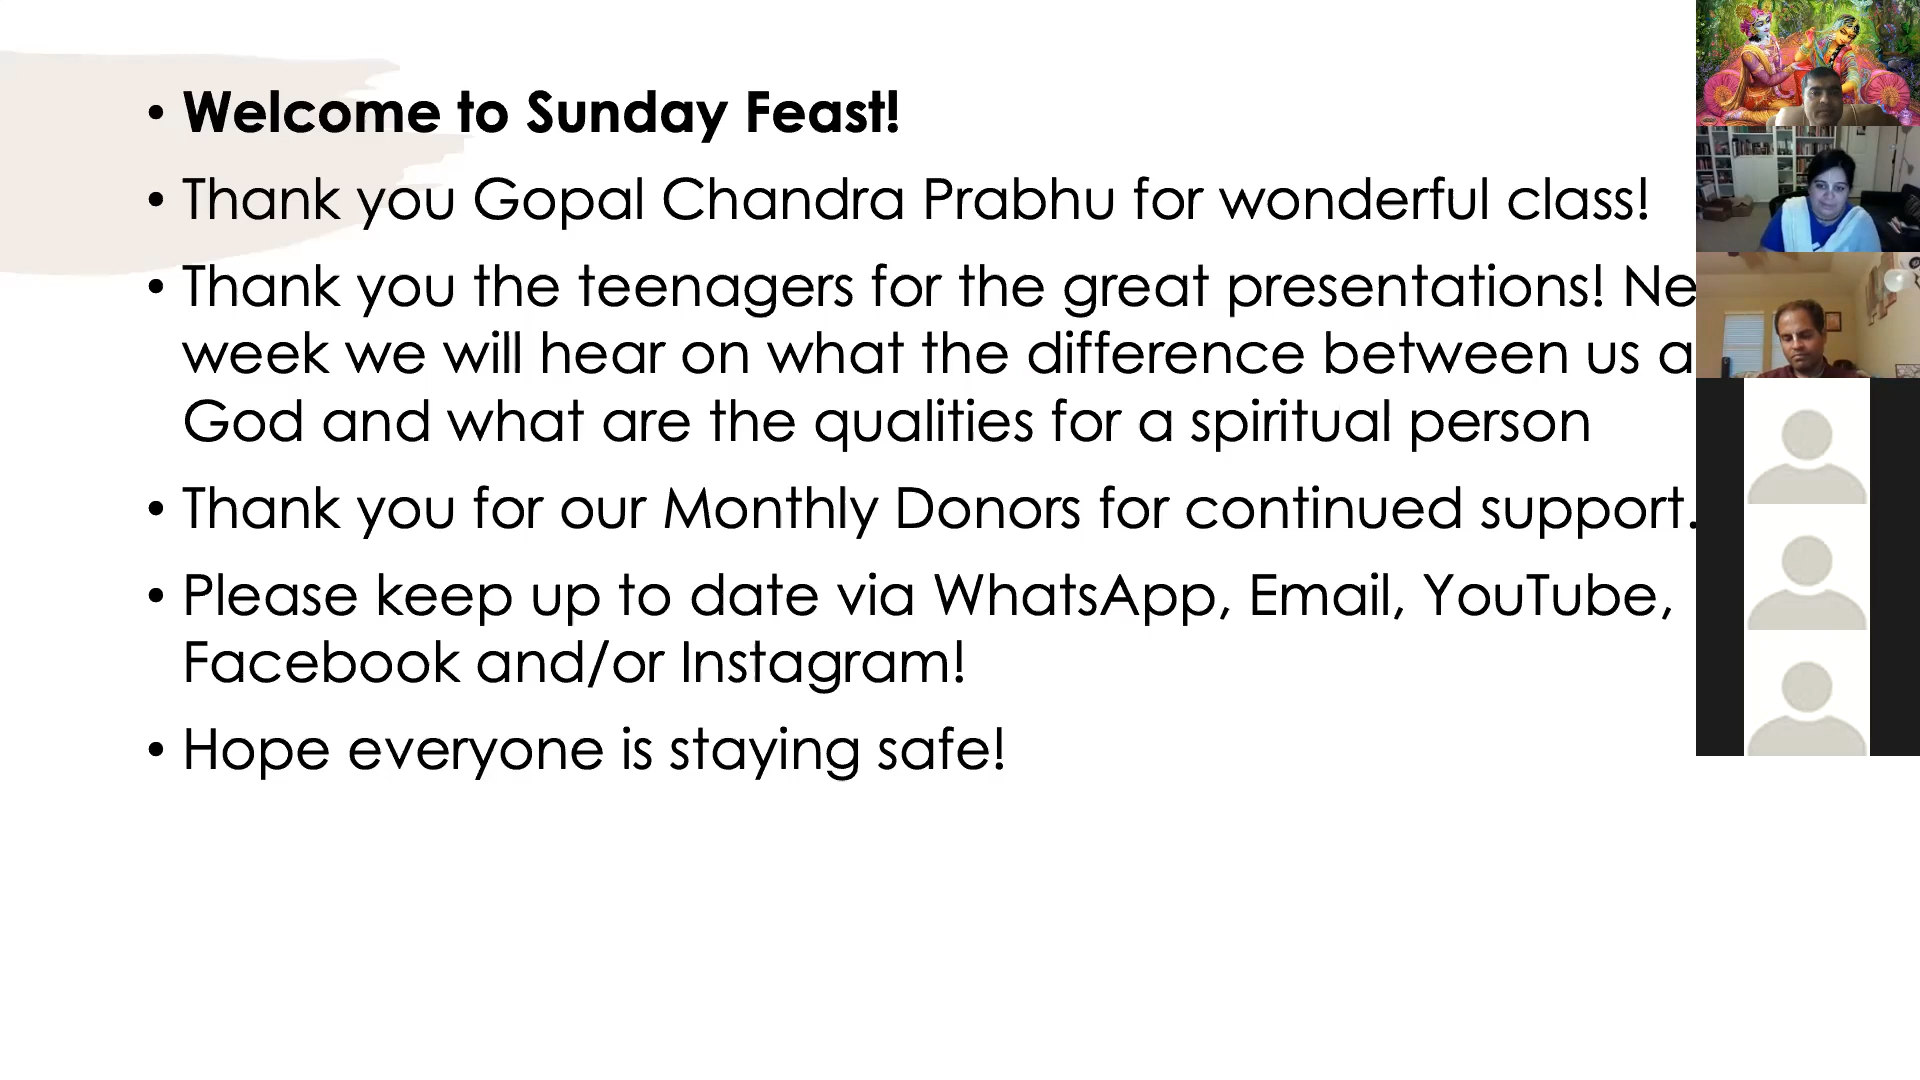 • Welcome to Sunday Feast!
• Thank you Gopal Chandra Prabhu for wonderful class!
• Thank you the teenagers for the great presentations! Ne
week we will hear on what the difference between us a
God and what are the qualities for a spiritual person
• Thank you for our Monthly Donors for continued support.
• Please keep up to date via WhatsApp, Email, YouTube,
Facebook and/or Instagram!
• Hope everyone is staying safe!